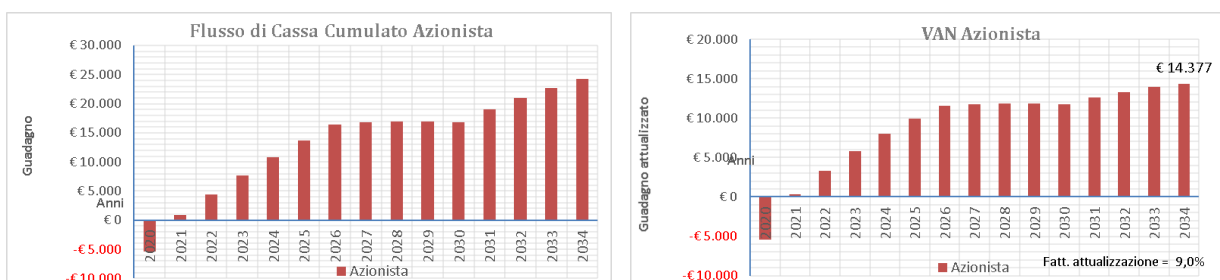 Flusso di Cassa Cumulato Azionista
€ 30.000
€ 25.000
€ 20.000
€ 15.000
€ 10.000
€ 5.000
Anni
€ 0
-€ 5.000
-€ 10.000
Guadagno
2020 2021 2022 2023 2024 2025 2026 2027 2028 2029 2030 2031 2032 2033 2034
Azionista
VAN Azionista
€ 20.000
€ 14.377
€ 15.000
€ 10.000
€ 5.000
Anni
€ 0
-€ 5.000
-€ 10.000
Guadagno attualizzato
2020 2021 2022 2023 2024 2025 2026 2027 2028 2029 2030 2031 2032 2033 2034
Azionista
Fatt. attualizzazione = 9,0%